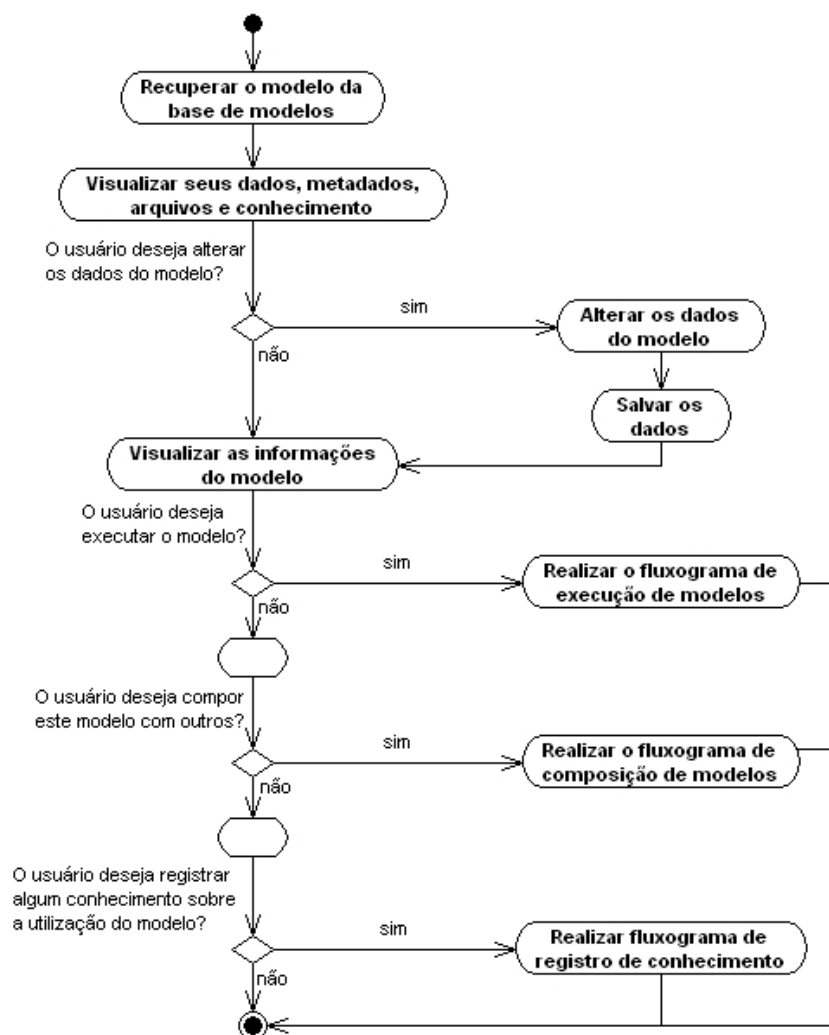 Recuperar o modelo da
base de modelos
Visualizar seus dados, metadados,
arquivos e conhecimento
O usuário deseja alterar
os dados do modelo?
sim
Alterar os dados
do modelo
não
Salvar os
dados
Visualizar as informações
do modelo
O usuário deseja
executar o modelo?
sim
Realizar o fluxograma de
execução de modelos
não
O usuário deseja compor
este modelo com outros?
sim
Realizar o fluxograma de
composição de modelos
não
O usuário deseja registrar
algum conhecimento sobre
a utilização do modelo?
sim
Realizar fluxograma de
registro de conhecimento
não